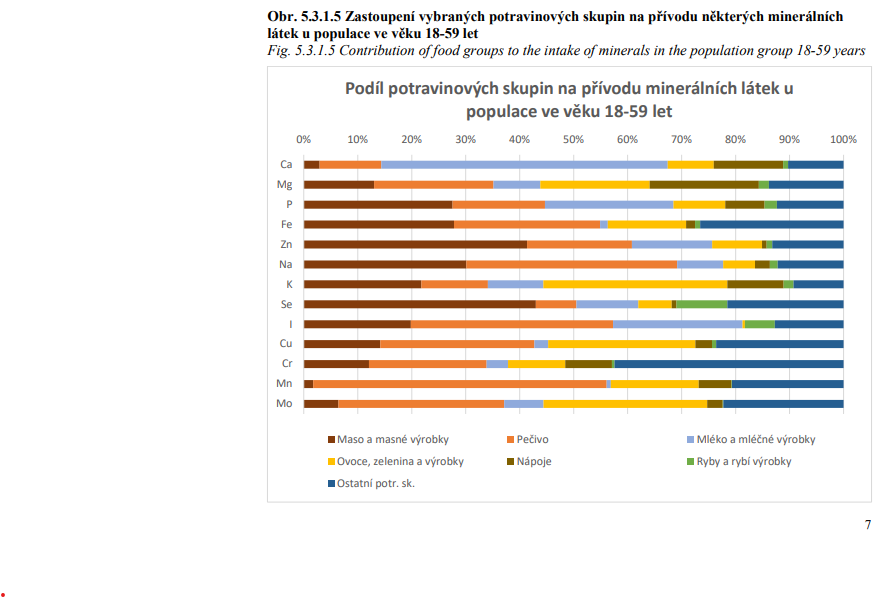 Obr. 5.3.1.5 Zastoupení vybraných potravinových skupin na přívodu některých minerálních
látek u populace ve věku 18-59 let
Fig. 5.3.1.5 Contribution of food groups to the intake of minerals in the population group 18-59 years
Podíl potravinových skupin na přívodu minerálních látek u
populace ve věku 18-59 let
0% 10% 20% 30% 40% 50% 60% 70% 80% 90% 100%
Ca
Mg
P
Fe
Zn
Na
K
Se
I
Cu
Cr
Mn
Mo
Maso a masné výrobky Pečivo Mléko a mléčné výrobky
Ovoce, zelenina a výrobky Nápoje Ryby a rybí výrobky
Ostatní potr. sk.
7